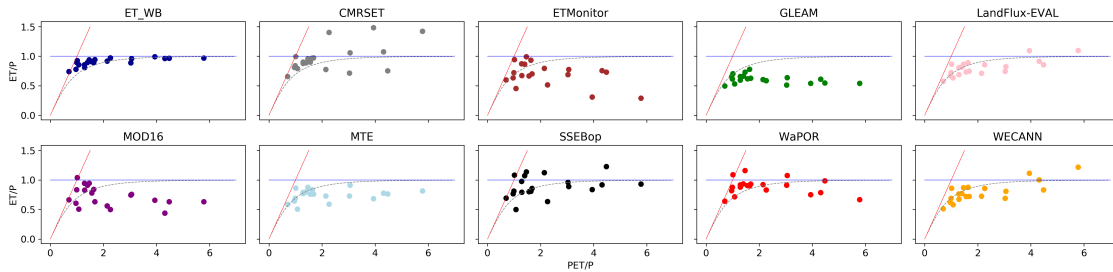 ET_WB CMRSET ETMonitor GLEAM LandFlux-EVAL
1.5
1.0
0.5
0.0
ET/P
MOD16 MTE SSEBop WaPOR WECANN
1.5
1.0
0.5
0.0
ET/P
0 2 4 6 0 2 4 6 0 2 4 6 0 2 4 6 0 2 4 6
PET/P